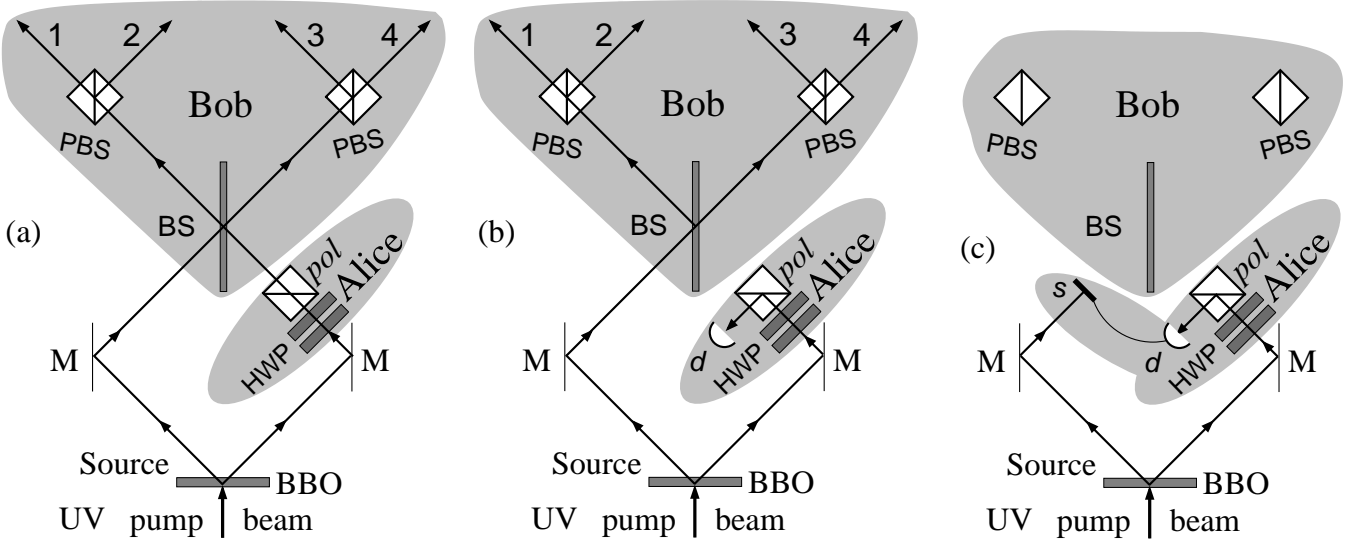 1 2 3 4
PBS Bob PBS
(a) BS
pol
Alice
HWP
M M
Source BBO
UV pump beam
1 2 3 4
PBS Bob PBS
(b) BS
pol
Alice
d HWP
M M
Source BBO
UV pump beam
PBS Bob PBS
(c) BS
s pol
Alice
d HWP
M M
Source BBO
UV pump beam